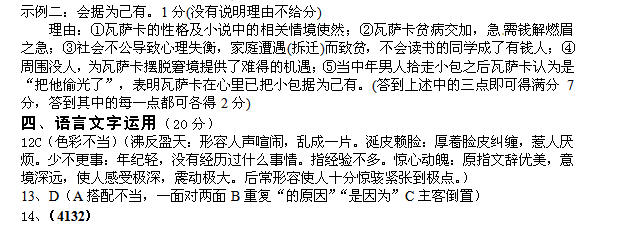 示例二：会据为己有。1 分(没有说明理由不给分)
理由：①瓦萨卡的性格及小说中的相关情境使然；②瓦萨卡贫病交加，急需钱解燃眉
之急；③社会不公导致心理失衡，家庭遭遇(拆迁)而致贫，不会读书的同学成了有钱人；④
周围没人，为瓦萨卡摆脱窘境提供了难得的机遇；⑤当中年男人拾走小包之后瓦萨卡认为是
“把他偷光了”，表明瓦萨卡在心里已把小包据为己有。(答到上述中的三点即可得满分 7
分，答到其中的每一点都可各得 2 分)
四、语言文字运用（20 分）
12C（色彩不当）（沸反盈天：形容人声喧闹，乱成一片。涎皮赖脸：厚着脸皮纠缠，惹人厌
烦。少不更事：年纪轻，没有经历过什么事情。指经验不多。惊心动魄：原指文辞优美，意
境深远，使人感受极深，震动极大。后常形容使人十分惊骇紧张到极点。）
13、D（A 搭配不当，一面对两面 B 重复“的原因”“是因为”C 主客倒置）
14、（4132）